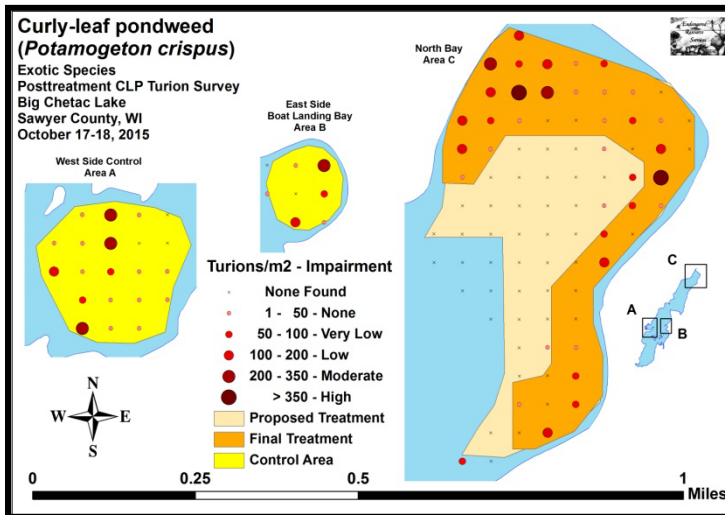 Curly-leaf pondweed
(Potamogeton crispus)
Exotic Species
Posttreatment CLP Turion Survey
Big Chetac Lake
Sawyer County, WI
October 17-18, 2015
Endangered
Resource
Services
North Bay
Area C
East Side
Boat Landing Bay
Area B
West Side Control
Area A
Turions/m2 - Impairment
None Found
1 - 50 - None
50 - 100 - Very Low
100 - 200 - Low
200 - 350 - Moderate
> 350 - High
Proposed Treatment
Final Treatment
Control Area
C
A
B
N
W E
S
0 0.25 0.5 1
Miles